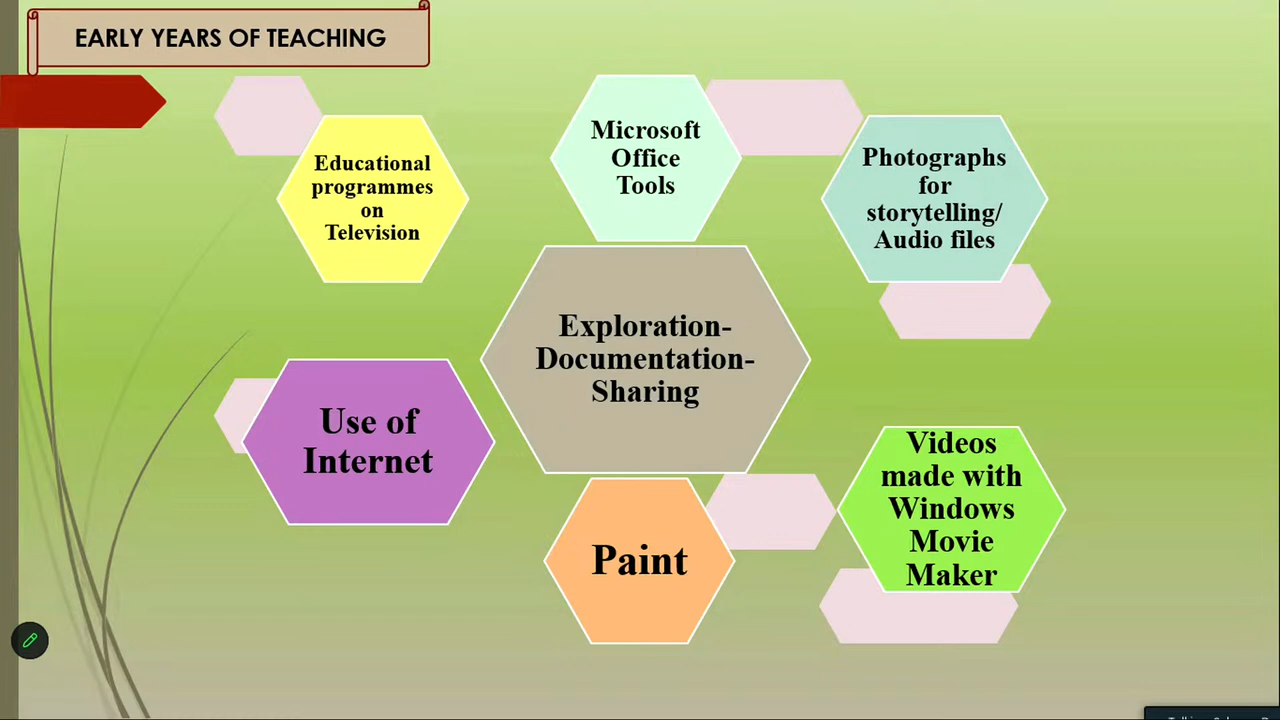 EARLY YEARS OF TEACHING
Educational
programmes
on
Television
Microsoft
Office
Tools
Photographs
for
storytelling/
Audio files
Exploration-
Documentation-
Sharing
Use of
Internet
Paint
Videos
made with
Windows
Movie
Maker